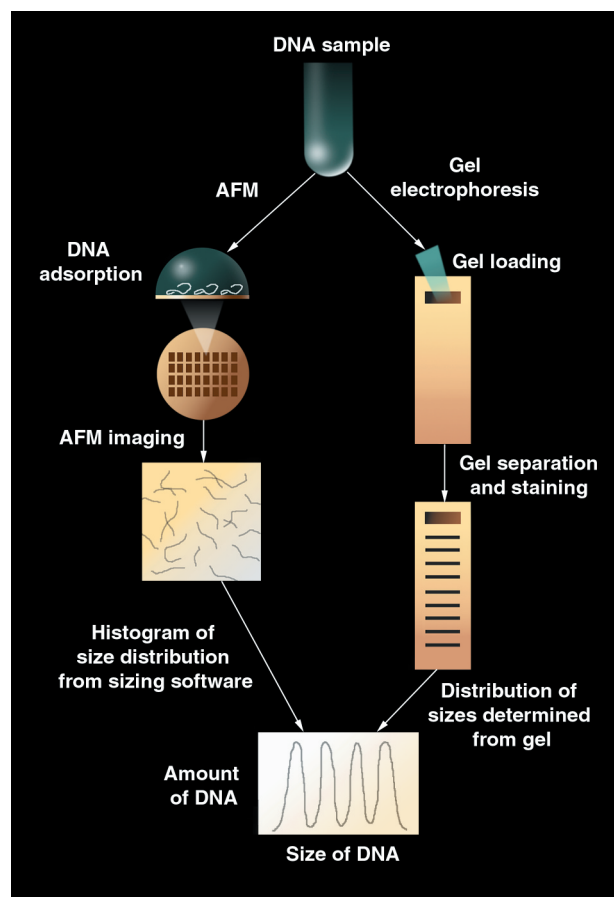 DNA sample
AFM
Gel
electrophoresis
DNA
adsorption
Gel loading
AFM imaging
Gel separation
and staining
Histogram of
size distribution
from sizing software
Distribution of
sizes determined
from gel
Amount
of DNA
Size of DNA